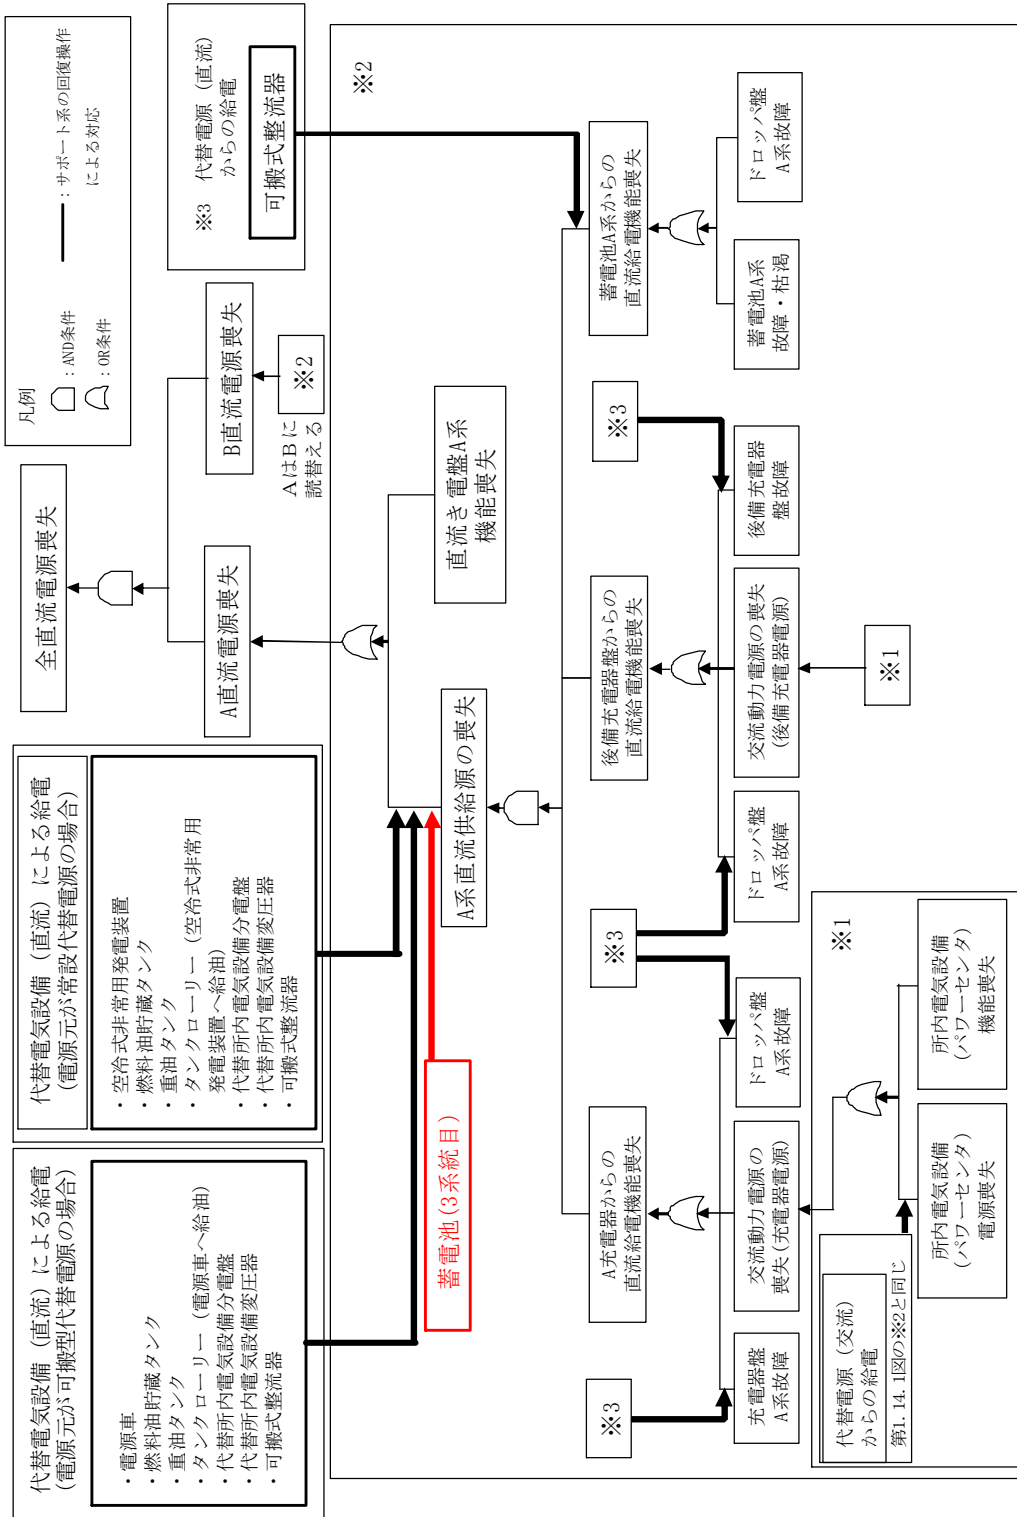 代替電気設備（直流）による給電
(電源元が可搬型代替電源の場合)
・電源車
・燃料油貯蔵タンク
・重油タンク
・タンクローリー（電源車へ給油）
・代替所内電気設備分電盤
・代替所内電気設備変圧器
・可搬式整流器
代替電気設備（直流）による給電
(電源元が常設代替電源の場合)
・空冷式非常用発電装置
・燃料油貯蔵タンク
・重油タンク
・タンクローリー（空冷式非常用
発電装置へ給油）
・代替所内電気設備分電盤
・代替所内電気設備変圧器
・可搬式整流器
全直流電源喪失
凡例
：AND条件
：OR条件
：サポート系の回復操作
による対応
A直流電源喪失
B直流電源喪失
※2
AはBに
読替える
※3 代替電源（直流）
からの給電
可搬式整流器
※2
蓄電池(3系統目)
A系直流供給源の喪失
直流き電盤A系
機能喪失
A充電器からの
直流給電機能喪失
後備充電器盤からの
直流給電機能喪失
蓄電池A系からの
直流給電機能喪失
※3
※3
※3
充電器盤
A系故障
交流動力電源の
喪失(充電器電源)
ドロッパ盤
A系故障
ドロッパ盤
A系故障
交流動力電源の喪失
(後備充電器電源)
後備充電器
盤故障
蓄電池A系
故障・枯渇
ドロッパ盤
A系故障
※1
※1
代替電源（交流）
からの給電
第1.14.1図の※2と同じ
所内電気設備
(パワーセンタ)
電源喪失
所内電気設備
(パワーセンタ)
機能喪失